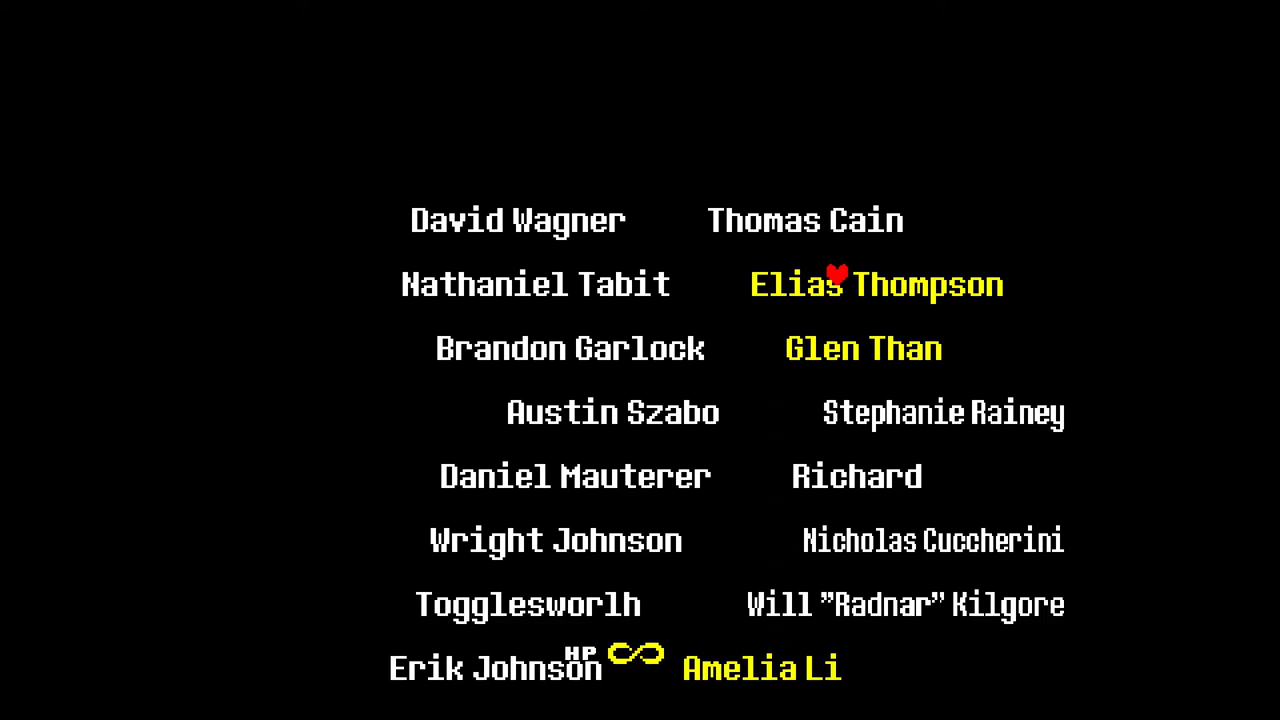 David Wagner Thomas Cain
Nathaniel Tabit Elias Thompson
Brandon Garlock Glen Than
Austin Szabo Stephanie Rainey
Daniel Mauterer Richard
Wright Johnson Nicholas Cuccherini
Togglesworlh Will ”Radnar” Kilgore
HP ∞
Erik Johnson Amelia Li